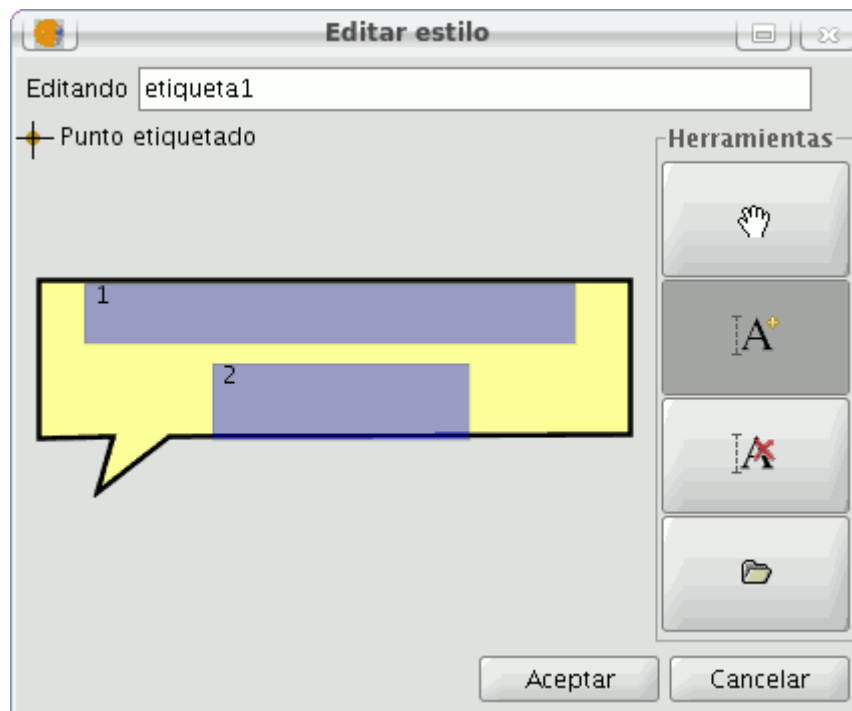 Editar estilo
Editando etiqueta1
Punto etiquetado
Herramientas
1
2
Aceptar Cancelar